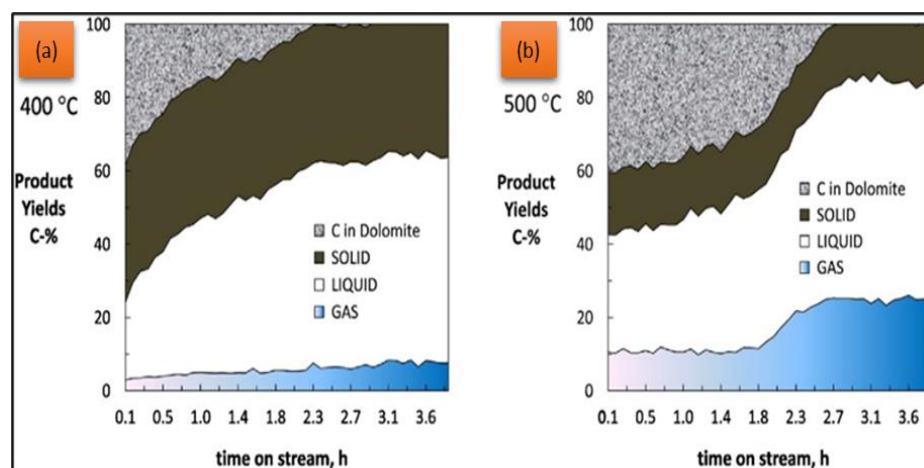 (a)
400 °C
Product
Yields
C-%
100
80
60
40
20
0
C in Dolomite
SOLID
LIQUID
GAS
0.1 0.5 1.0 1.4 1.8 2.3 2.7 3.1 3.6
time on stream, h
(b)
500 °C
Product
Yields
C-%
100
80
60
40
20
0
C in Dolomite
SOLID
LIQUID
GAS
0.1 0.5 1.0 1.4 1.8 2.3 2.7 3.1 3.6
time on stream, h